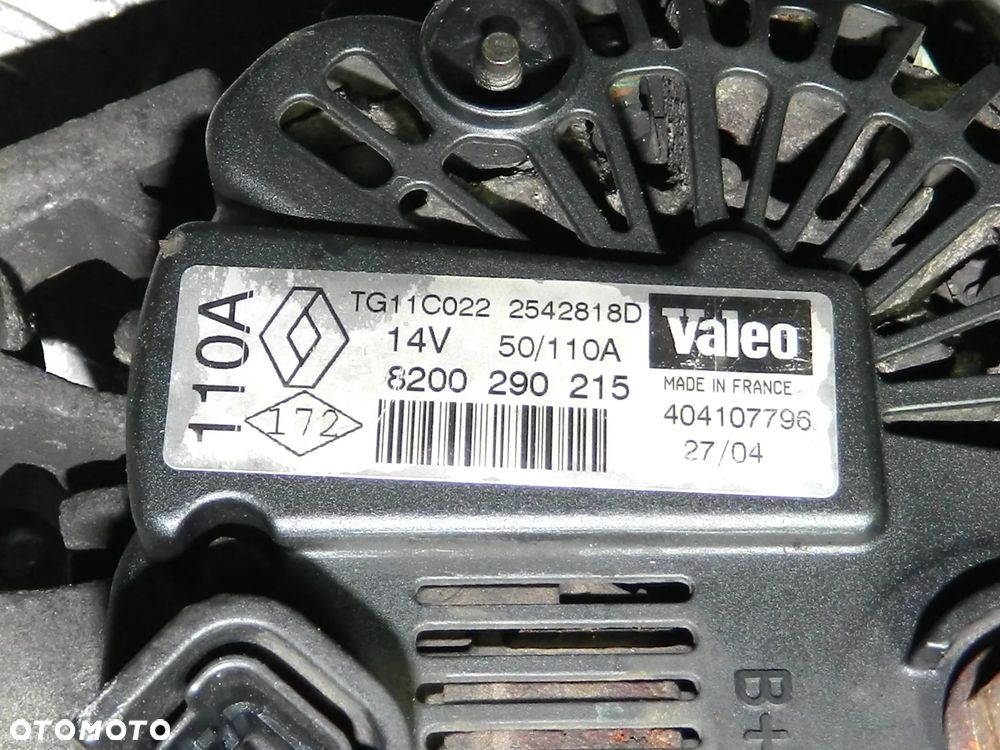 110A
TG11C022 2542818D
14V 50/110A
8200 290 215
172
Valeo
MADE IN FRANCE
404107796
27/04
B+
OTOMOTO